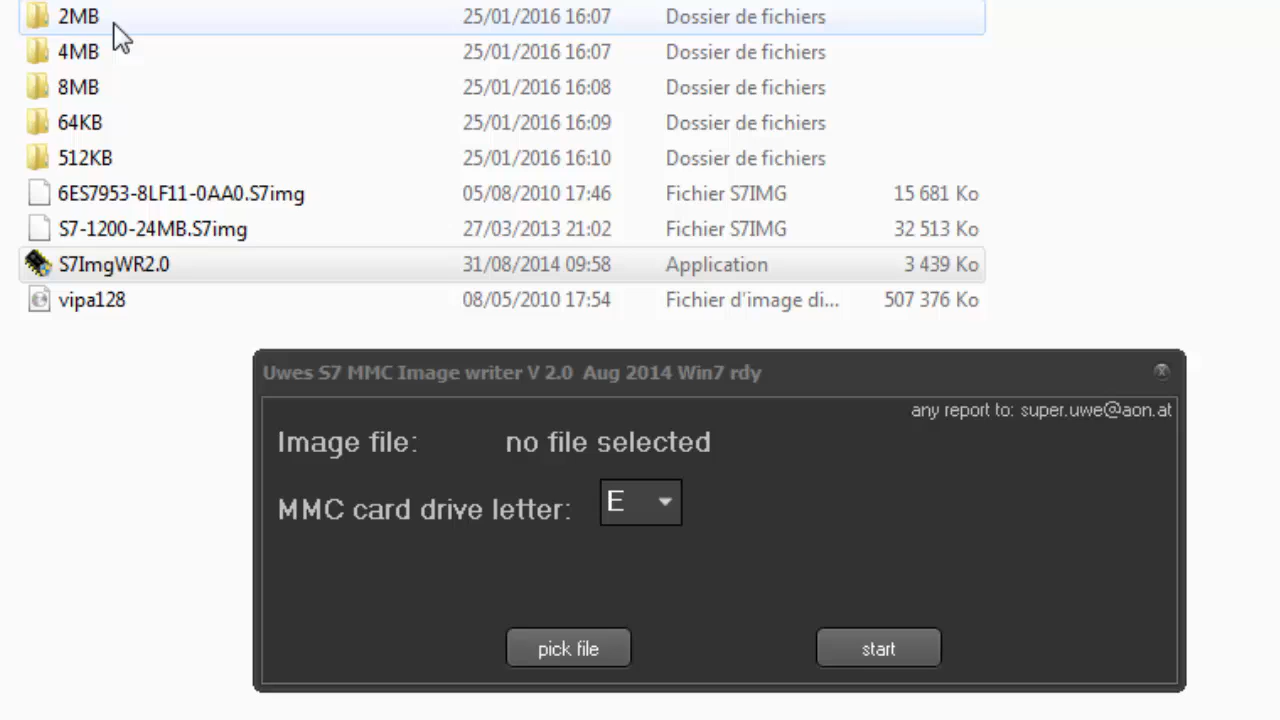 2MB 25/01/2016 16:07 Dossier de fichiers
4MB 25/01/2016 16:07 Dossier de fichiers
8MB 25/01/2016 16:08 Dossier de fichiers
64KB 25/01/2016 16:09 Dossier de fichiers
512KB 25/01/2016 16:10 Dossier de fichiers
6ES7953-8LF11-0AA0.S7img 05/08/2010 17:46 Fichier S7IMG 15 681 Ko
S7-1200-24MB.S7img 27/03/2013 21:02 Fichier S7IMG 32 513 Ko
S7ImgWR2.0 31/08/2014 09:58 Application 3 439 Ko
vipa128 08/05/2010 17:54 Fichier d'image di... 507 376 Ko
Uwes S7 MMC Image writer V 2.0 Aug 2014 Win7 rdy
any report to: super.uwe@aon.at
Image file: no file selected
MMC card drive letter: E
pick file start